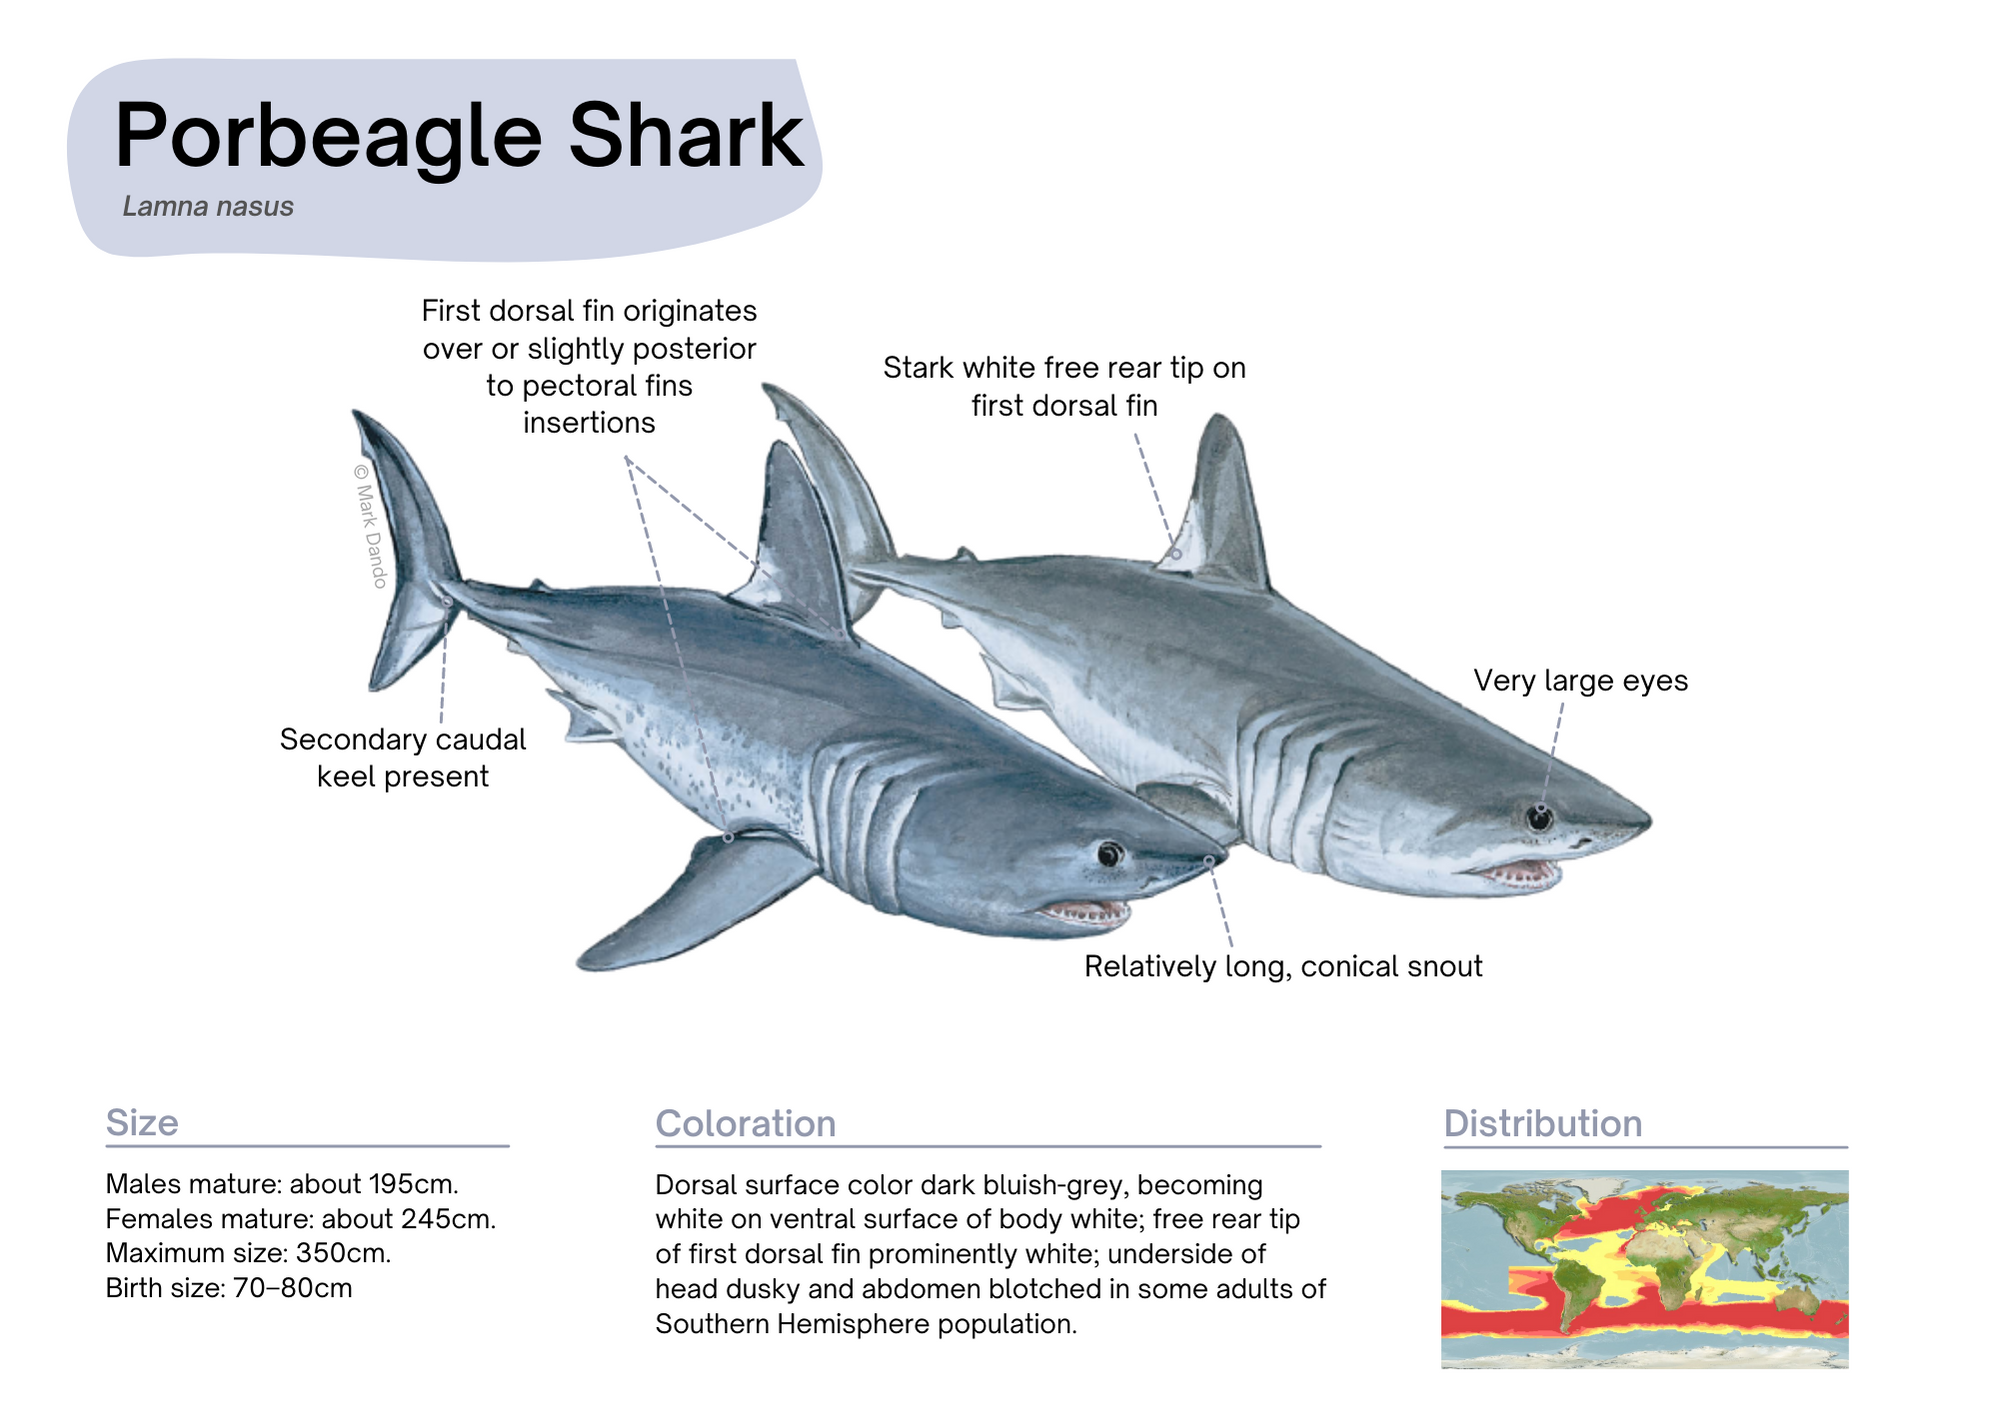 Porbeagle Shark
Lamna nasus
First dorsal fin originates
over or slightly posterior
to pectoral fins
insertions
Stark white free rear tip on
first dorsal fin
© Mark Dando
Very large eyes
Secondary caudal
keel present
Relatively long, conical snout
Size
Males mature: about 195cm.
Females mature: about 245cm.
Maximum size: 350cm.
Birth size: 70–80cm
Coloration
Dorsal surface color dark bluish-grey, becoming
white on ventral surface of body white; free rear tip
of first dorsal fin prominently white; underside of
head dusky and abdomen blotched in some adults of
Southern Hemisphere population.
Distribution